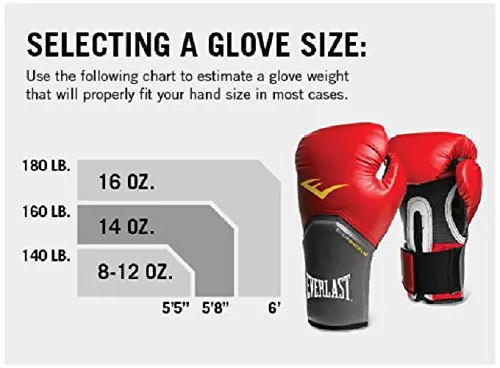 SELECTING A GLOVE SIZE:
Use the following chart to estimate a glove weight
that will properly fit your hand size in most cases.
180 LB.
16 OZ.
160 LB.
14 OZ.
140 LB.
8-12 OZ.
5'5" 5'8" 6'
EVERLAST